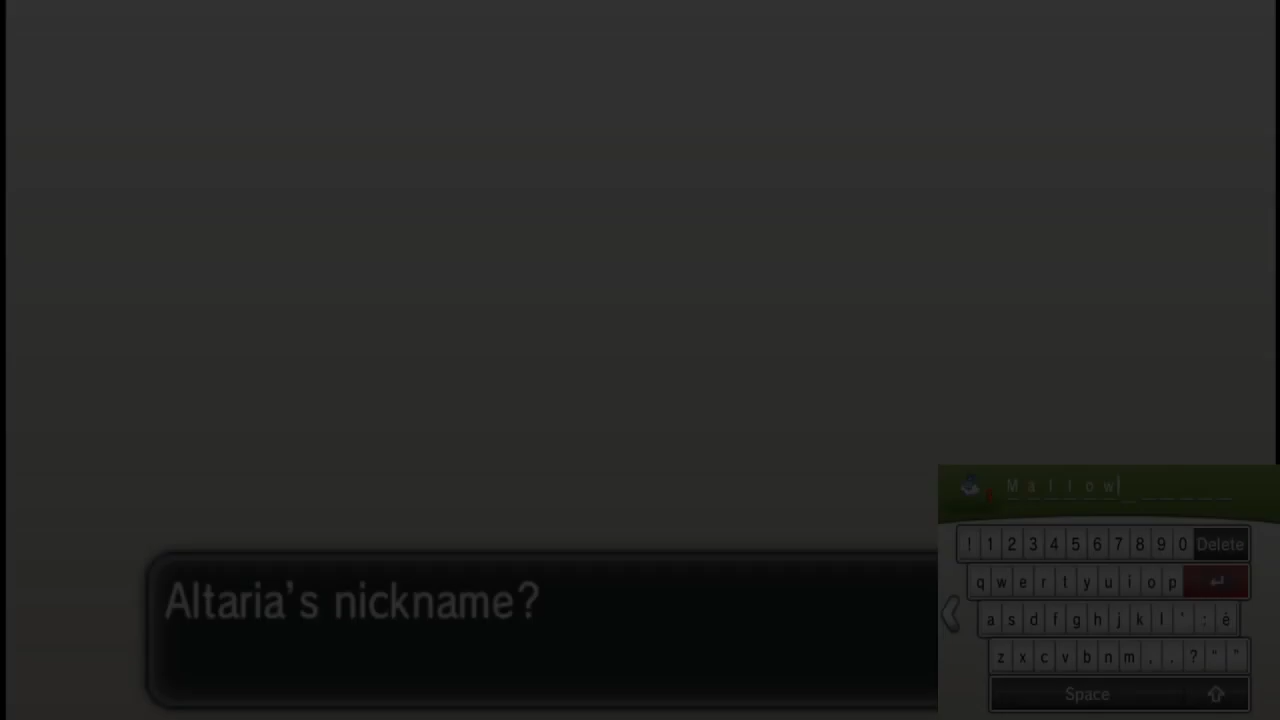 Mallow
! 1 2 3 4 5 6 7 8 9 0 Delete
q w e r t y u i o p
a s d f g h j k l ' : é
z x c v b n m , . ? “ ”
Space
Altaria's nickname?